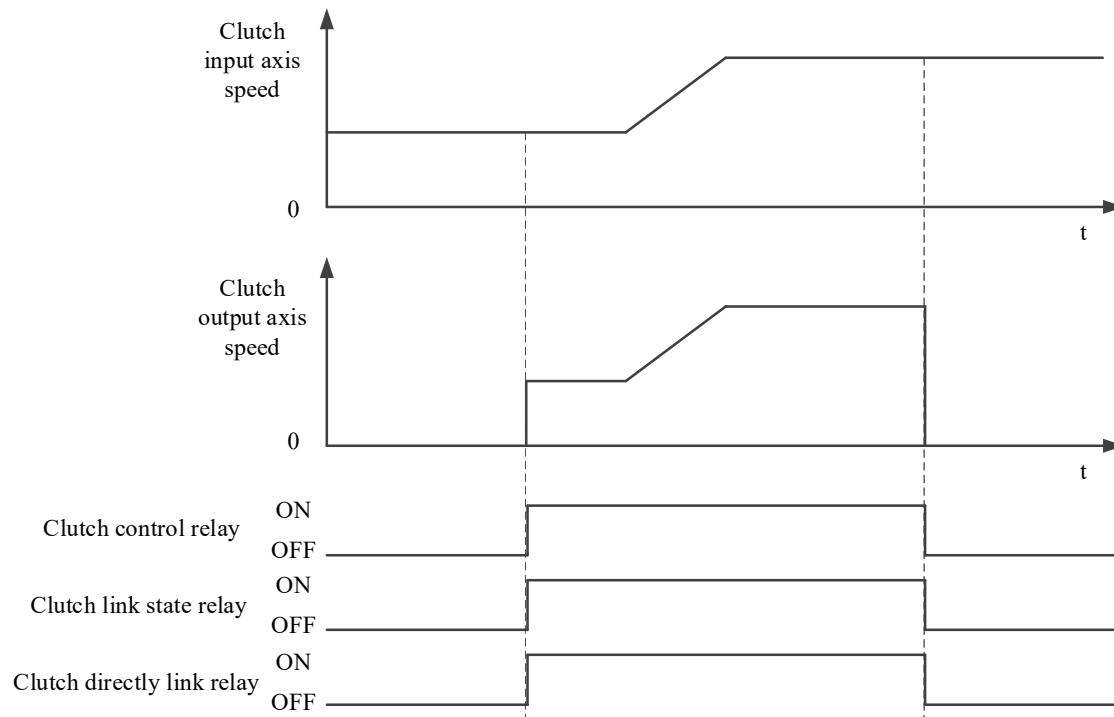 Clutch
input axis
speed
0
t
Clutch
output axis
speed
0
t
Clutch control relay
ON
OFF
Clutch link state relay
ON
OFF
Clutch directly link relay
ON
OFF